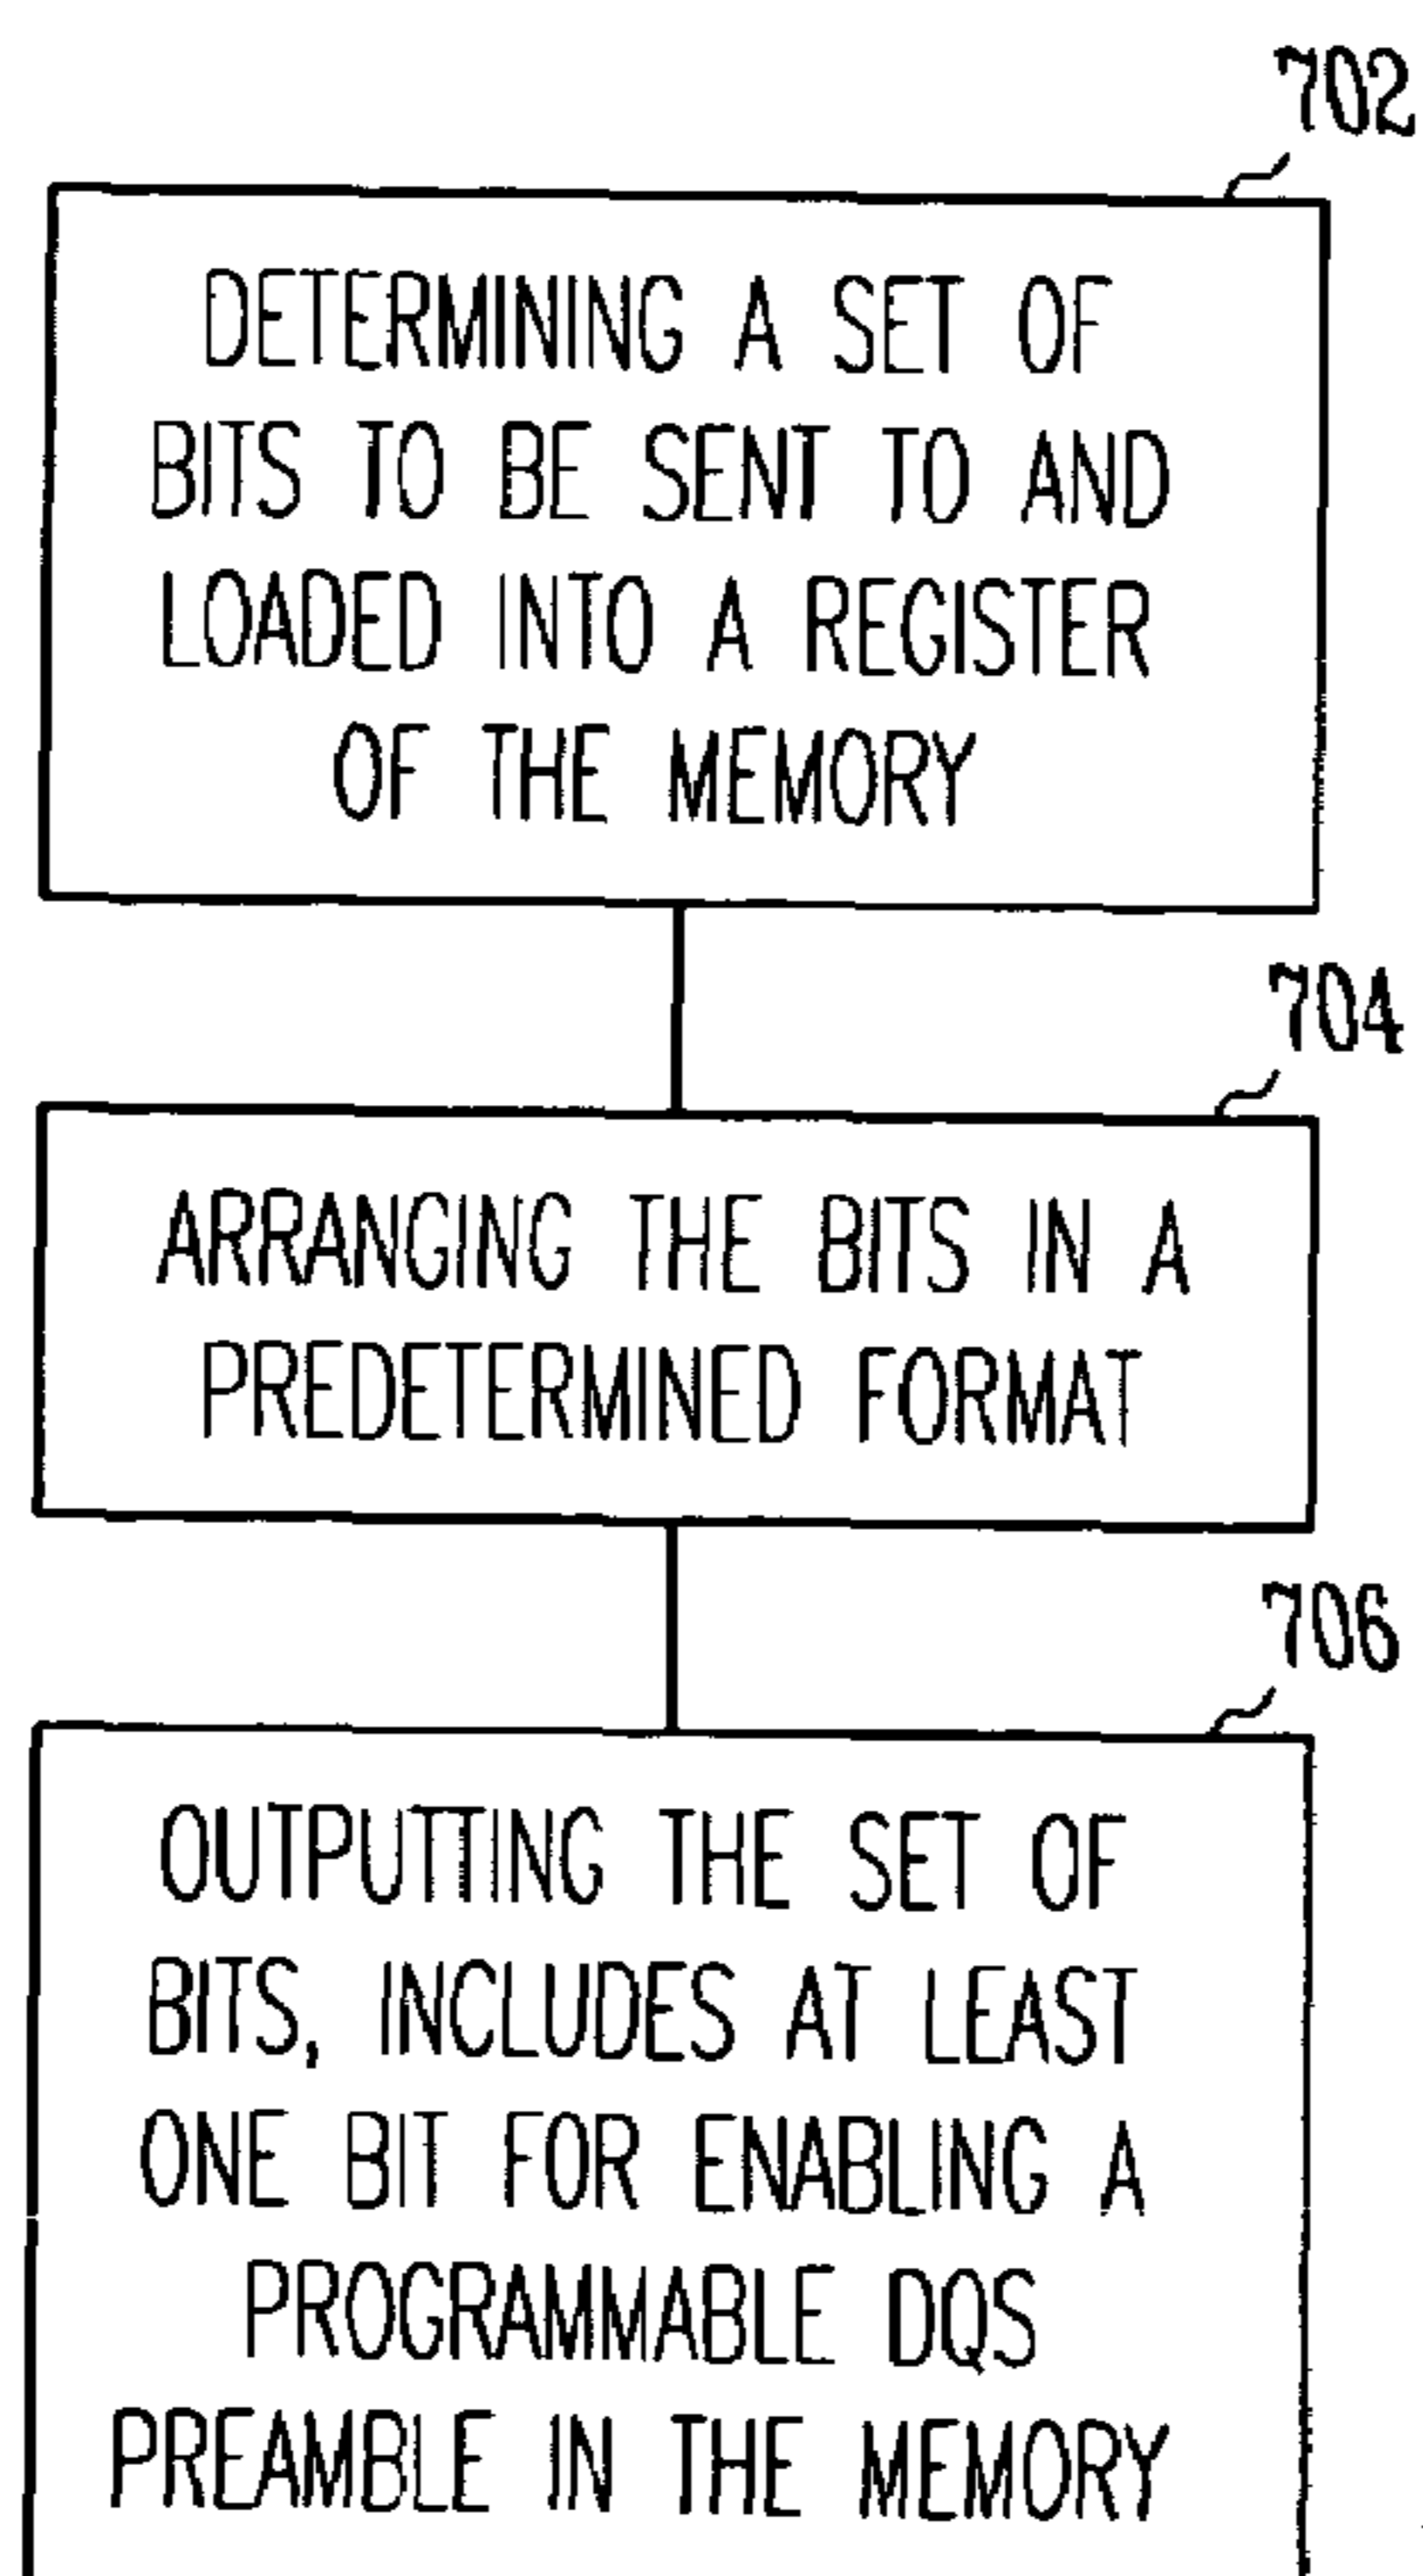 702
DETERMINING A SET OF
BITS TO BE SENT TO AND
LOADED INTO A REGISTER
OF THE MEMORY
704
ARRANGING THE BITS IN A
PREDETERMINED FORMAT
706
OUTPUTTING THE SET OF
BITS, INCLUDES AT LEAST
ONE BIT FOR ENABLING A
PROGRAMMABLE DQS
PREAMBLE IN THE MEMORY